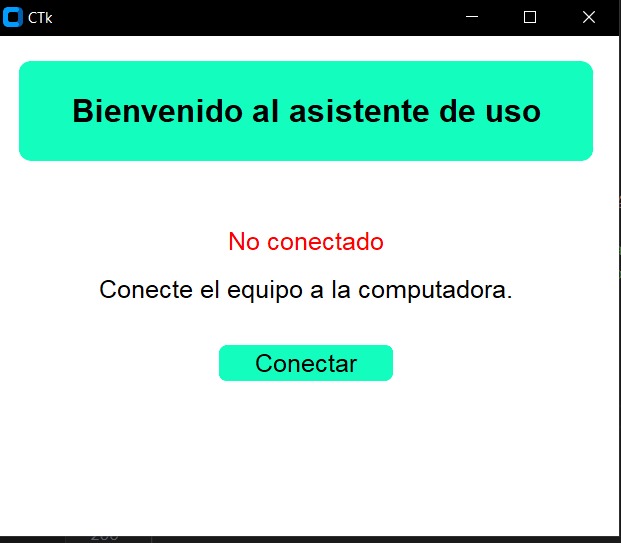 CTk
Bienvenido al asistente de uso
No conectado
Conecte el equipo a la computadora.
Conectar